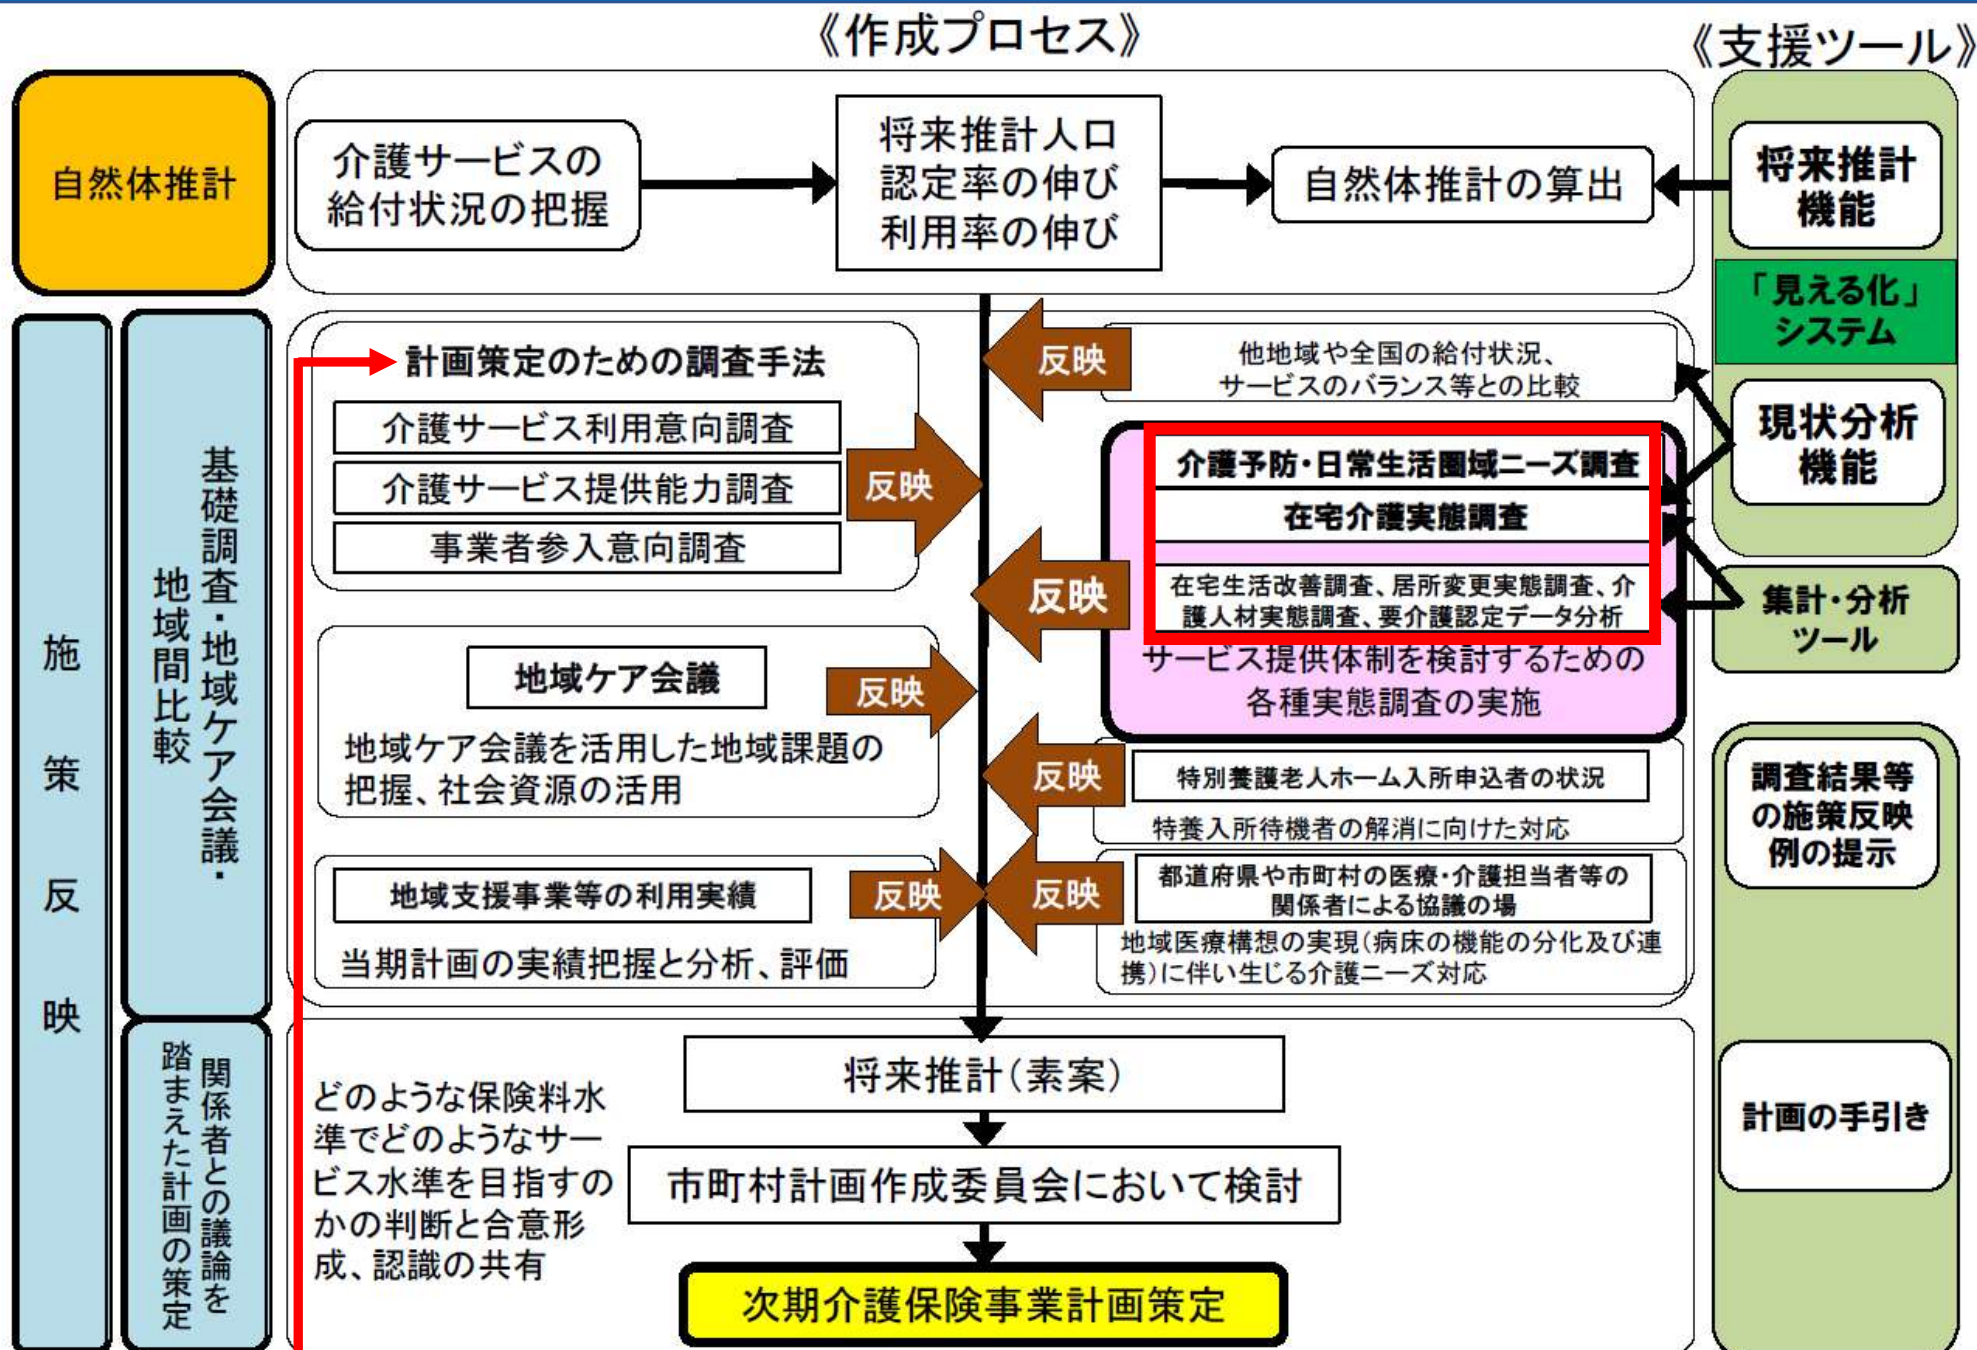 《作成プロセス》
《支援ツール》
自然体推計
介護サービスの
給付状況の把握
将来推計人口
認定率の伸び
利用率の伸び
自然体推計の算出
将来推計
機能
「見える化」
システム
現状分析
機能
集計・分析
ツール
調査結果等
の施策反映
例の提示
計画の手引き
施策反映
基礎調査・地域ケア会議・
地域間比較
計画策定のための調査手法
介護サービス利用意向調査
介護サービス提供能力調査
事業者参入意向調査
反映
反映
他地域や全国の給付状況、
サービスのバランス等との比較
介護予防・日常生活圏域ニーズ調査
在宅介護実態調査
在宅生活改善調査、居所変更実態調査、介
護人材実態調査、要介護認定データ分析
サービス提供体制を検討するための
各種実態調査の実施
反映
地域ケア会議
地域ケア会議を活用した地域課題の
把握、社会資源の活用
反映
反映
特別養護老人ホーム入所申込者の状況
特養入所待機者の解消に向けた対応
地域支援事業等の利用実績
当期計画の実績把握と分析、評価
反映
反映
都道府県や市町村の医療・介護担当者等の
関係者による協議の場
地域医療構想の実現(病床の機能の分化及び連
携)に伴い生じる介護ニーズ対応
関係者との議論を
踏まえた計画の策定
どのような保険料水
準でどのようなサー
ビス水準を目指すの
かの判断と合意形
成、認識の共有
将来推計(素案)
市町村計画作成委員会において検討
次期介護保険事業計画策定